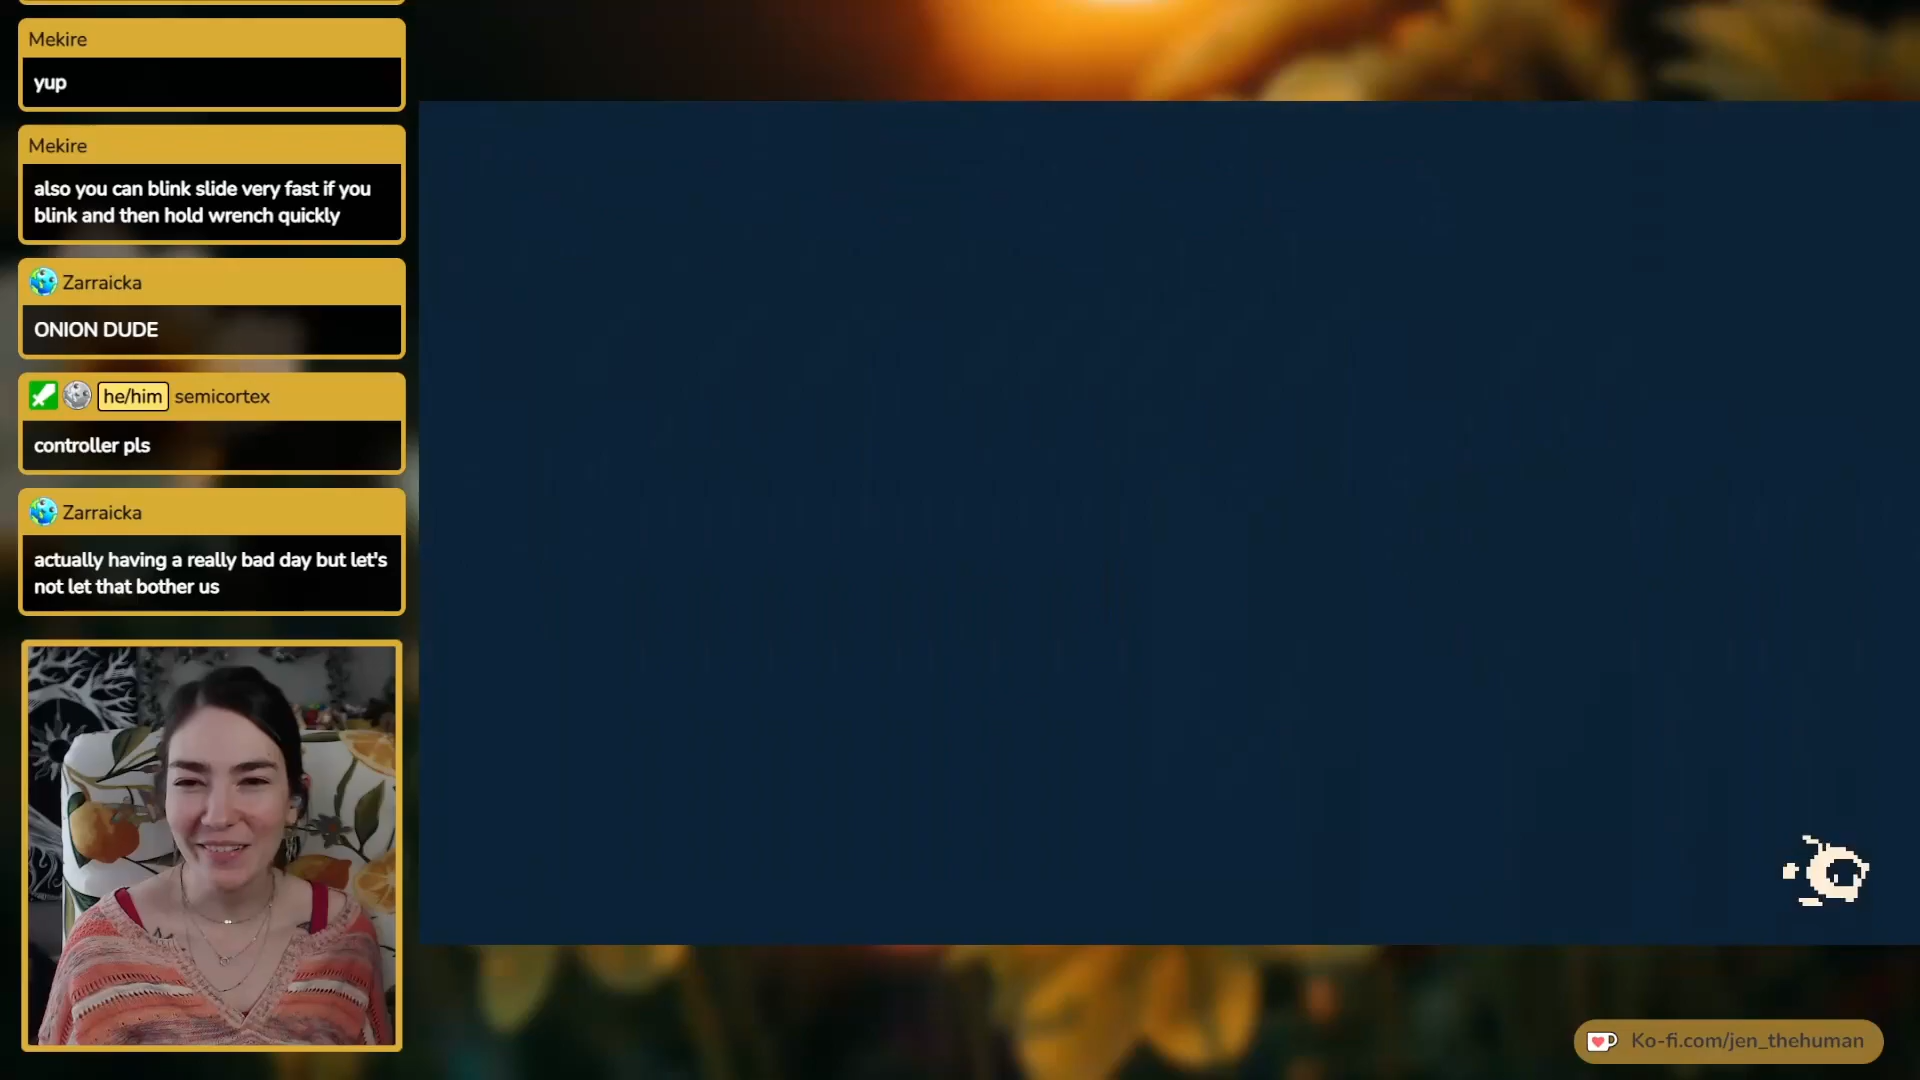 Mekire
yup
Mekire
also you can blink slide very fast if you
blink and then hold wrench quickly
Zarraicka
ONION DUDE
he/him semicortex
controller pls
Zarraicka
actually having a really bad day but let's
not let that bother us
Ko-fi.com/jen_thehuman